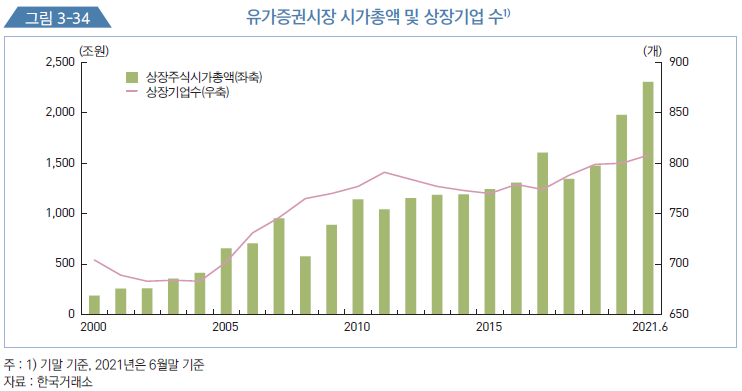 그림 3-34
유가증권시장 시가총액 및 상장기업 수1)
(조원) (개)
상장주식시가총액(좌축)
상장기업수(우축)
2,500 900
2,000 850
1,500 800
1,000 750
500 700
0 650
2000 2005 2010 2015 2021.6
주 : 1) 기말 기준, 2021년은 6월말 기준
자료 : 한국거래소